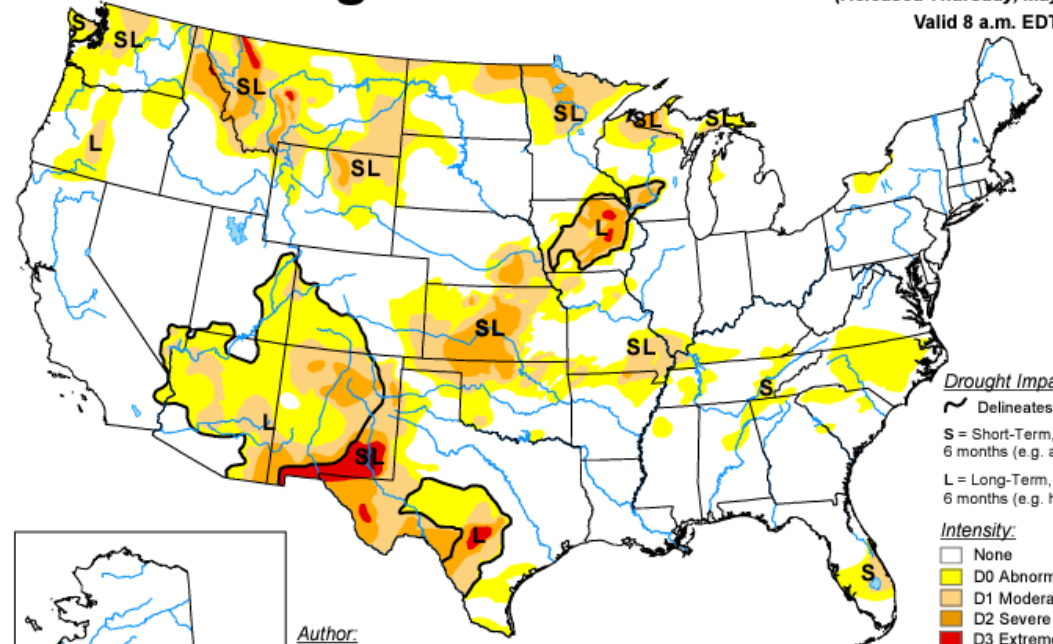 Valid 8 a.m. EDT
S
SL
SL
SL
SL
SL
SL
L
L
SL
SL
S
L
SL
L
S
Drought Impa
Delineates
S = Short-Term,
6 months (e.g. a
L = Long-Term,
6 months (e.g. h
Intensity:
None
D0 Abnorm
D1 Modera
D2 Severe
D3 Extrem
Author: